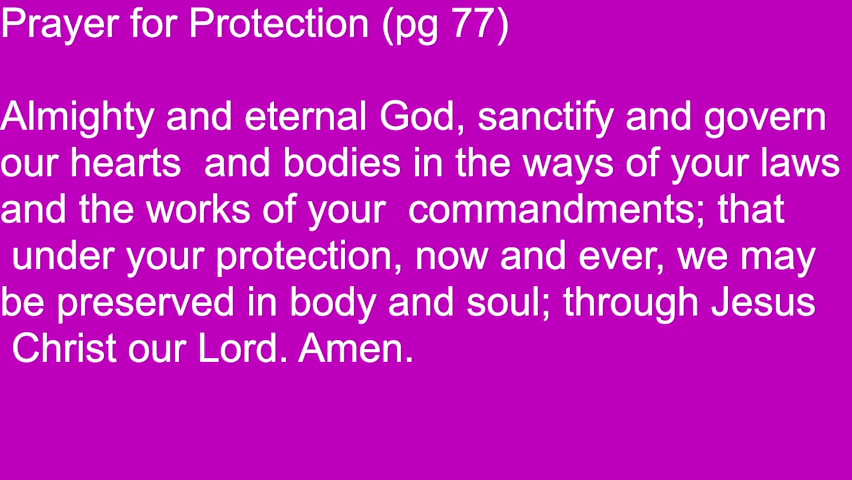 Prayer for Protection (pg 77)
Almighty and eternal God, sanctify and govern
our hearts  and bodies in the ways of your laws
and the works of your  commandments; that
under your protection, now and ever, we may
be preserved in body and soul; through Jesus
Christ our Lord. Amen.